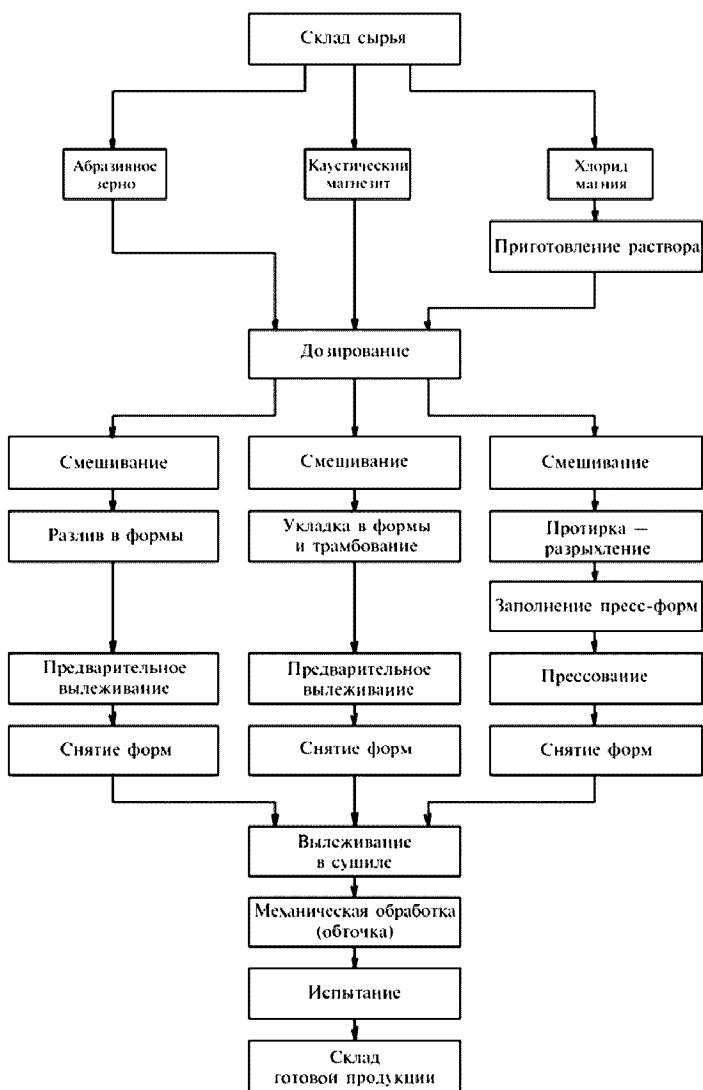 Склад сырья
Абразивное
зерно
Каустический
магнезит
Хлорид
магния
Приготовление раствора
Дозирование
Смешивание
Смешивание
Смешивание
Разлив в формы
Укладка в формы
и трамбование
Протирка —
разрыхление
Заполнение пресс-форм
Предварительное
вылеживание
Предварительное
вылеживание
Прессование
Снятие форм
Снятие форм
Снятие форм
Вылеживание
в сушиле
Механическая обработка
(обточка)
Испытание
Склад
готовой продукции